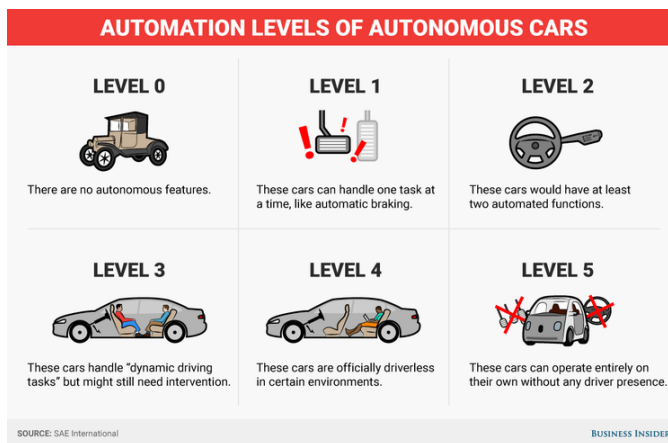 AUTOMATION LEVELS OF AUTONOMOUS CARS
LEVEL 0
There are no autonomous features.
LEVEL 1
These cars can handle one task at
a time, like automatic braking.
LEVEL 2
These cars would have at least
two automated functions.
LEVEL 3
These cars handle “dynamic driving
tasks” but might still need intervention.
LEVEL 4
These cars are officially driverless
in certain environments.
LEVEL 5
These cars can operate entirely on
their own without any driver presence.
SOURCE: SAE International
BUSINESS INSIDER